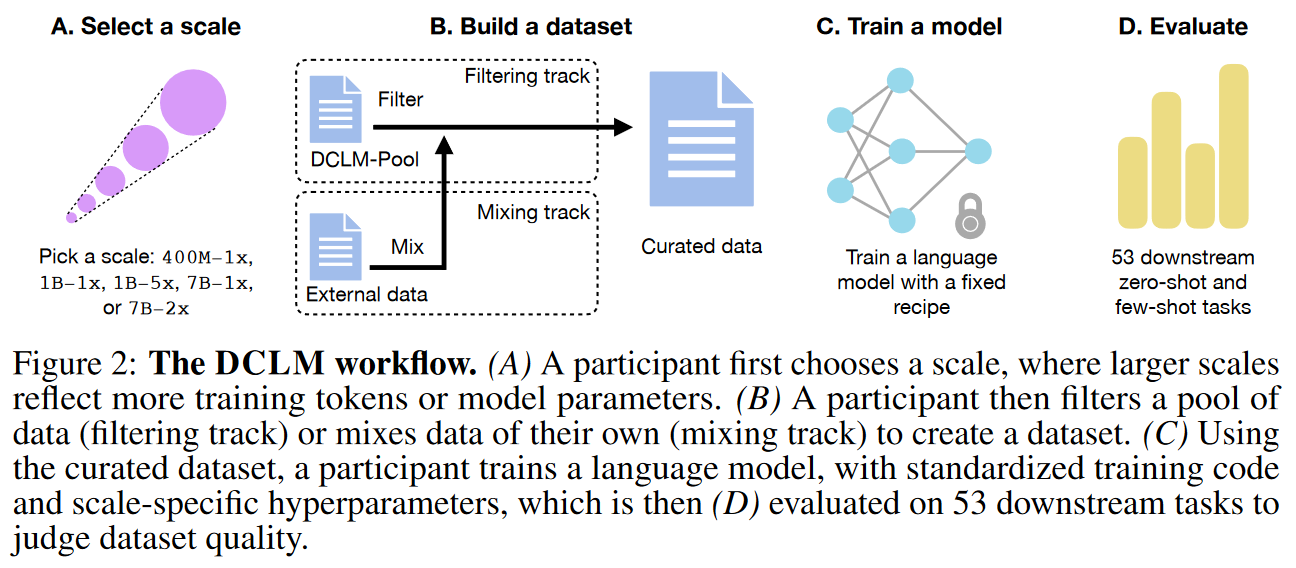 A. Select a scale
Pick a scale: 400M-1x,
1B-1x, 1B-5x, 7B-1x,
or 7B-2x
B. Build a dataset
Filtering track
Filter
DCLM-Pool
Mixing track
Mix
External data
Curated data
C. Train a model
Train a language
model with a fixed
recipe
D. Evaluate
53 downstream
zero-shot and
few-shot tasks
Figure 2: The DCLM workflow. (A) A participant first chooses a scale, where larger scales
reflect more training tokens or model parameters. (B) A participant then filters a pool of
data (filtering track) or mixes data of their own (mixing track) to create a dataset. (C) Using
the curated dataset, a participant trains a language model, with standardized training code
and scale-specific hyperparameters, which is then (D) evaluated on 53 downstream tasks to
judge dataset quality.